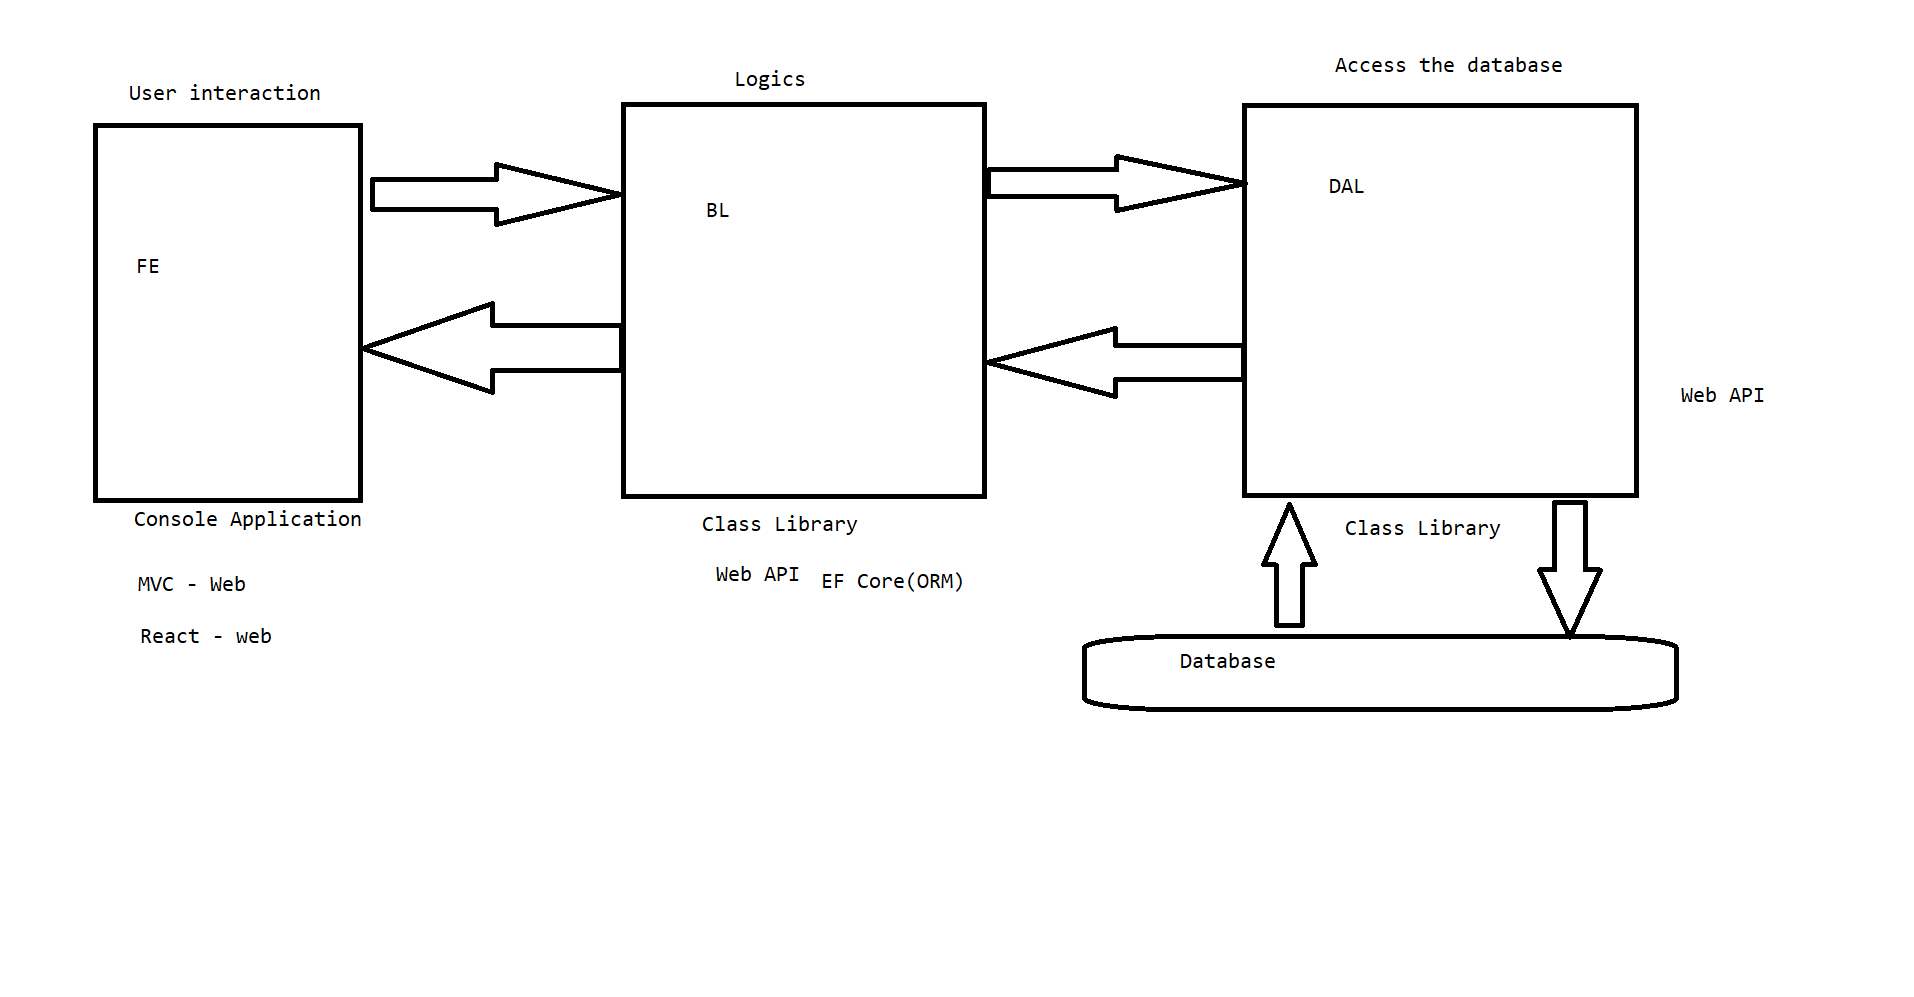 User interaction
Logics
Access the database
FE
BL
DAL
Web API
Console Application
MVC - Web
React - web
Class Library
Web API
EF Core(ORM)
Class Library
Database